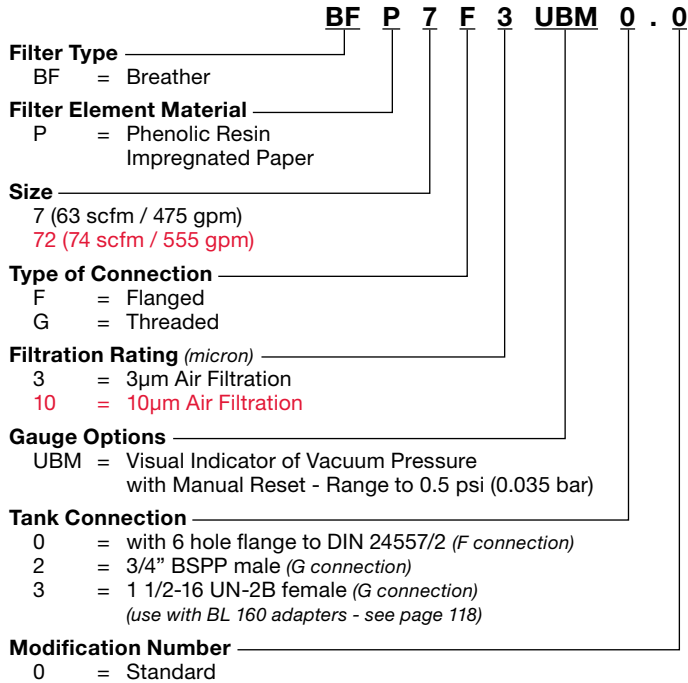 BF P 7 F 3 UBM 0 . 0
Filter Type
BF = Breather
Filter Element Material
P = Phenolic Resin
Impregnated Paper
Size
7 (63 scfm / 475 gpm)
72 (74 scfm / 555 gpm)
Type of Connection
F = Flanged
G = Threaded
Filtration Rating (micron)
3 = 3µm Air Filtration
10 = 10µm Air Filtration
Gauge Options
UBM = Visual Indicator of Vacuum Pressure
with Manual Reset - Range to 0.5 psi (0.035 bar)
Tank Connection
0 = with 6 hole flange to DIN 24557/2 (F connection)
2 = 3/4” BSPP male (G connection)
3 = 1 1/2-16 UN-2B female (G connection)
(use with BL 160 adapters - see page 118)
Modification Number
0 = Standard